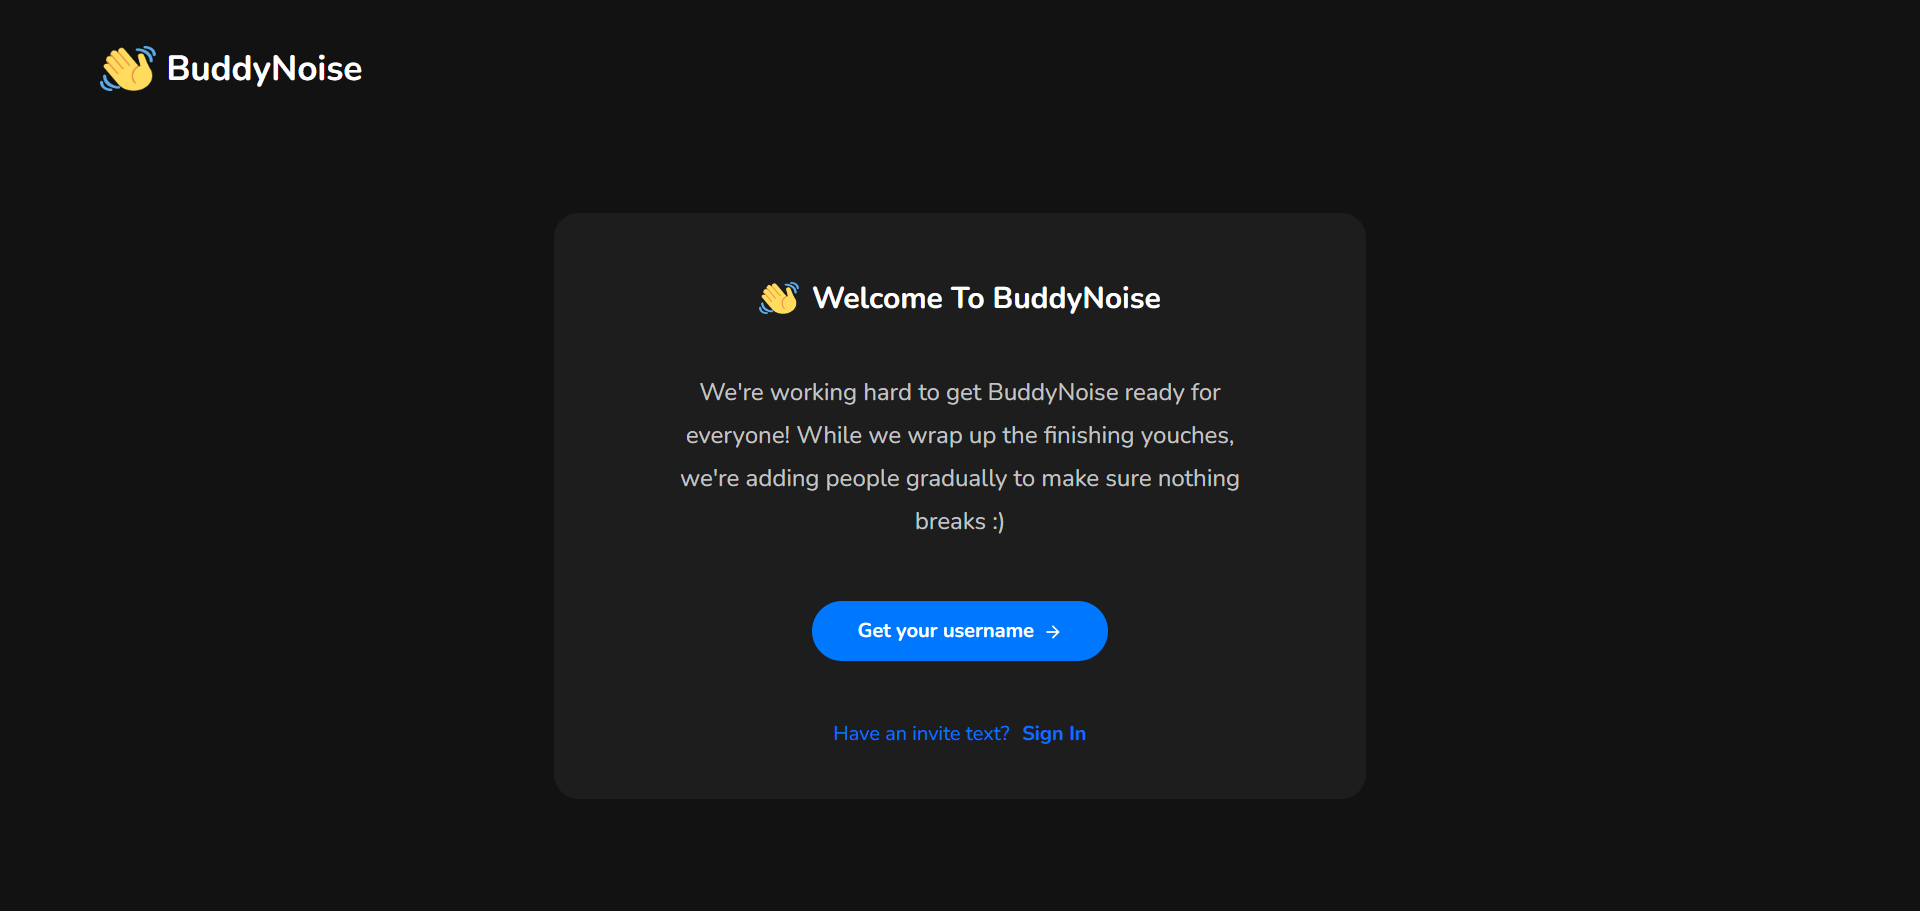 BuddyNoise
Welcome To BuddyNoise
We're working hard to get BuddyNoise ready for
everyone! While we wrap up the finishing youches,
we're adding people gradually to make sure nothing
breaks :)
Get your username →
Have an invite text? Sign In